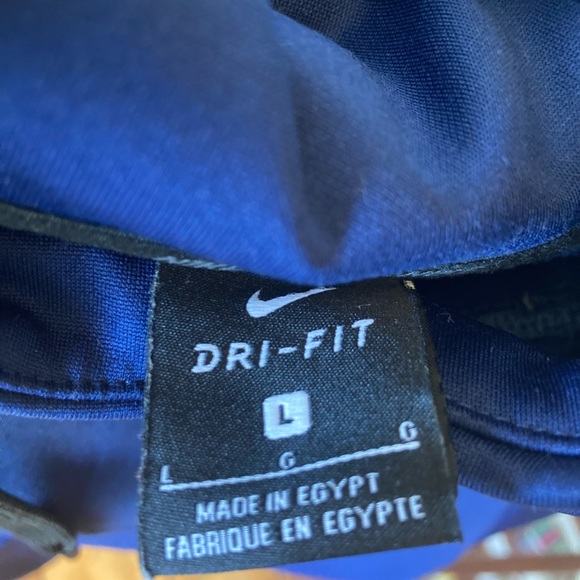 DRI-FIT
L
L G G
MADE IN EGYPT
FABRIQUE EN EGYPTE